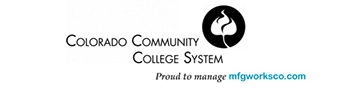 COLORADO COMMUNITY
COLLEGE SYSTEM
Proud to manage mfgworksco.com